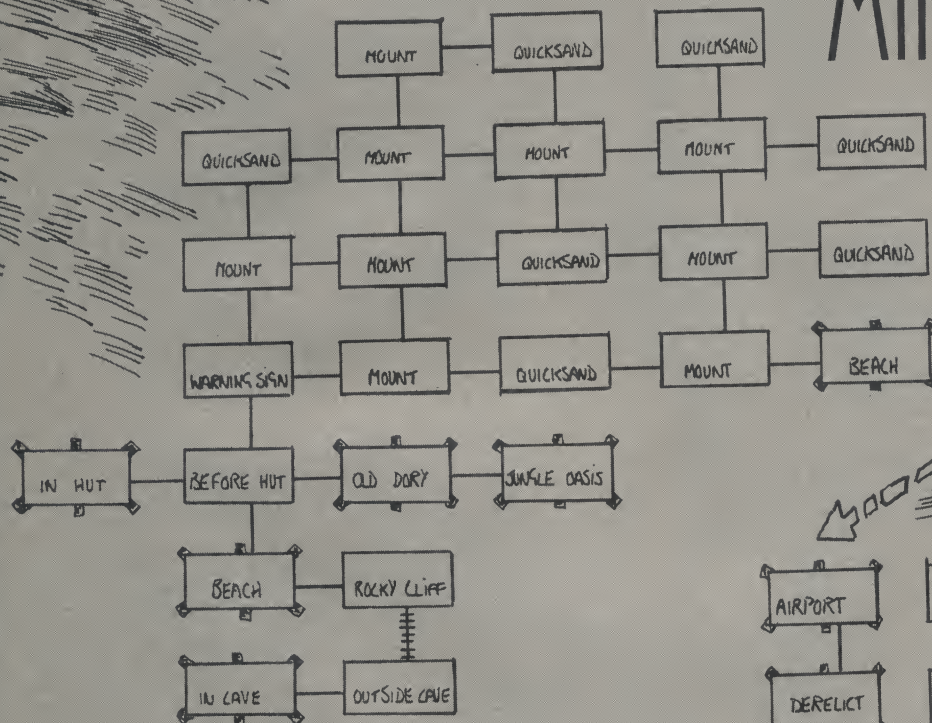 MOUNT
QUICKSAND
QUICKSAND
QUICKSAND
MOUNT
MOUNT
MOUNT
QUICKSAND
MOUNT
MOUNT
QUICKSAND
MOUNT
QUICKSAND
WARNING SIGN
MOUNT
QUICKSAND
MOUNT
BEACH
IN HUT
BEFORE HUT
OLD DORY
JUNGLE OASIS
BEACH
ROCKY CLIFF
AIRPORT
IN CAVE
OUTSIDE CAVE
DERELICT